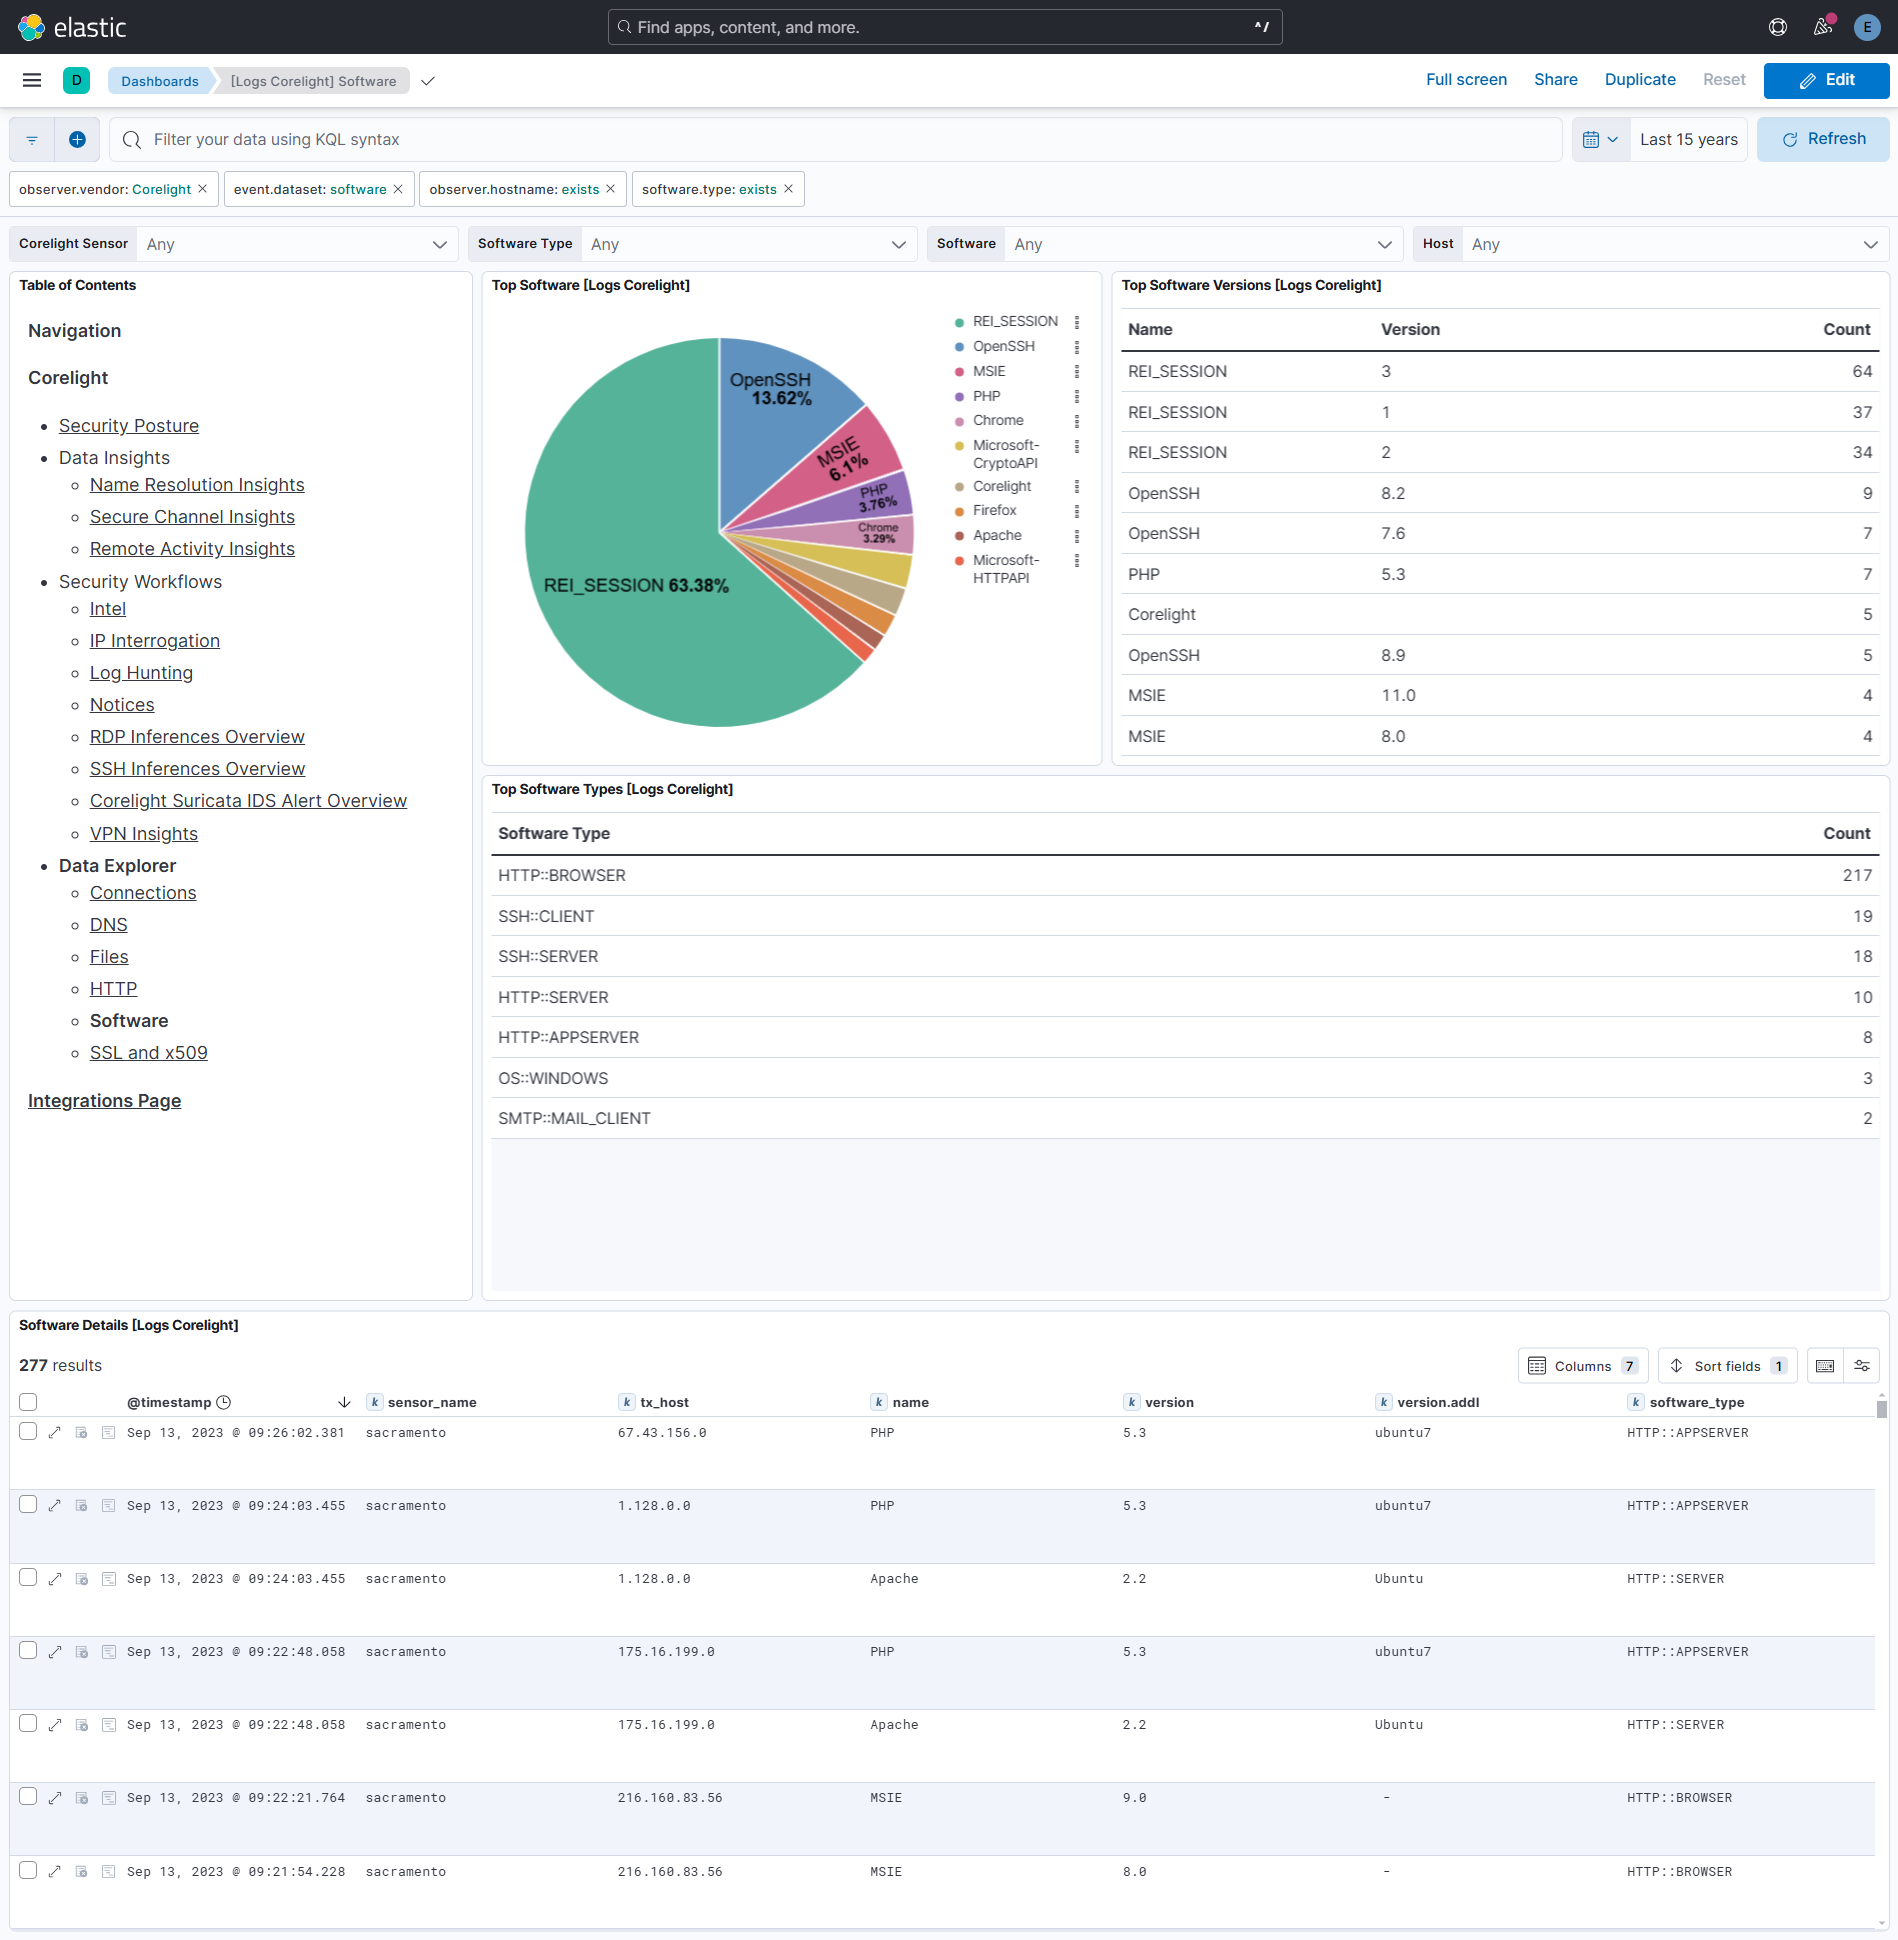 elastic
Find apps, content, and more.
^/
E
D
Dashboards
[Logs Corelight] Software
Full screen
Share
Duplicate
Reset
Edit
Filter your data using KQL syntax
Last 15 years
Refresh
observer.vendor: Corelight
event.dataset: software
observer.hostname: exists
software.type: exists
Corelight Sensor Any
Software Type Any
Software Any
Host Any
Table of Contents
Navigation
Corelight
Security Posture
Data Insights
Name Resolution Insights
Secure Channel Insights
Remote Activity Insights
Security Workflows
Intel
IP Interrogation
Log Hunting
Notices
RDP Inferences Overview
SSH Inferences Overview
Corelight Suricata IDS Alert Overview
VPN Insights
Data Explorer
Connections
DNS
Files
HTTP
Software
SSL and x509
Integrations Page
Top Software [Logs Corelight]
OpenSSH
13.62%
MSIE
6.1%
PHP
3.76%
Chrome
3.29%
REI_SESSION 63.38%
REI_SESSION
OpenSSH
MSIE
PHP
Chrome
Microsoft-
CryptoAPI
Corelight
Firefox
Apache
Microsoft-
HTTPAPI
Top Software Versions [Logs Corelight]
Name Version Count
REI_SESSION 3 64
REI_SESSION 1 37
REI_SESSION 2 34
OpenSSH 8.2 9
OpenSSH 7.6 7
PHP 5.3 7
Corelight 5
OpenSSH 8.9 5
MSIE 11.0 4
MSIE 8.0 4
Top Software Types [Logs Corelight]
Software Type Count
HTTP::BROWSER 217
SSH::CLIENT 19
SSH::SERVER 18
HTTP::SERVER 10
HTTP::APPSERVER 8
OS::WINDOWS 3
SMTP::MAIL_CLIENT 2
Software Details [Logs Corelight]
277 results
Columns 7
Sort fields 1
@timestamp k sensor_name k tx_host k name k version k version.addl k software_type
Sep 13, 2023 @ 09:26:02.381 sacramento 67.43.156.0 PHP 5.3 ubuntu7 HTTP::APPSERVER
Sep 13, 2023 @ 09:24:03.455 sacramento 1.128.0.0 PHP 5.3 ubuntu7 HTTP::APPSERVER
Sep 13, 2023 @ 09:24:03.455 sacramento 1.128.0.0 Apache 2.2 Ubuntu HTTP::SERVER
Sep 13, 2023 @ 09:22:48.058 sacramento 175.16.199.0 PHP 5.3 ubuntu7 HTTP::APPSERVER
Sep 13, 2023 @ 09:22:48.058 sacramento 175.16.199.0 Apache 2.2 Ubuntu HTTP::SERVER
Sep 13, 2023 @ 09:22:21.764 sacramento 216.160.83.56 MSIE 9.0 - HTTP::BROWSER
Sep 13, 2023 @ 09:21:54.228 sacramento 216.160.83.56 MSIE 8.0 - HTTP::BROWSER